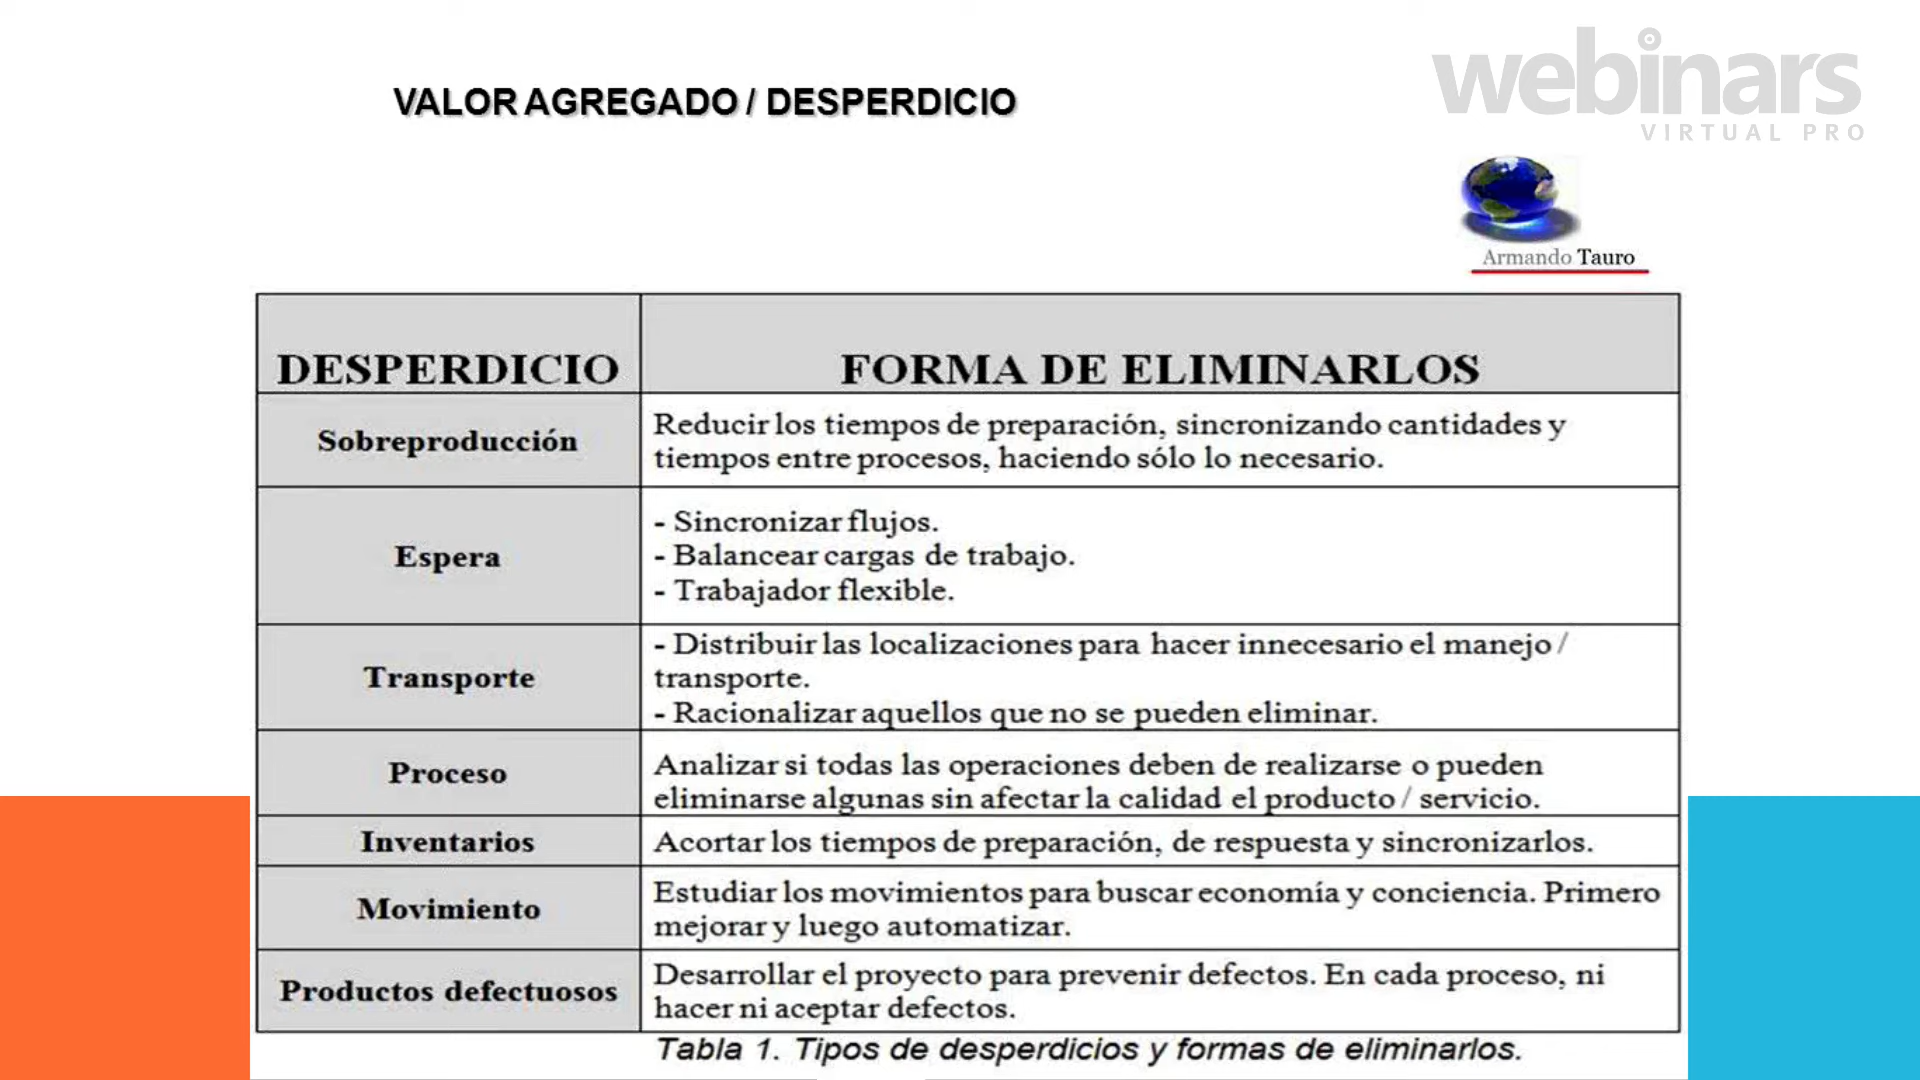 webinars
VIRTUAL PRO
VALOR AGREGADO / DESPERDICIO
Armando Tauro
DESPERDICIO
FORMA DE ELIMINARLOS
Sobreproducción
Reducir los tiempos de preparación, sincronizando cantidades y
tiempos entre procesos, haciendo sólo lo necesario.
Espera
- Sincronizar flujos.
- Balancear cargas de trabajo.
- Trabajador flexible.
Transporte
- Distribuir las localizaciones para hacer innecesario el manejo /
transporte.
- Racionalizar aquellos que no se pueden eliminar.
Proceso
Analizar si todas las operaciones deben de realizarse o pueden
eliminarse algunas sin afectar la calidad el producto / servicio.
Inventarios
Acortar los tiempos de preparación, de respuesta y sincronizarlos.
Movimiento
Estudiar los movimientos para buscar economía y conciencia. Primero
mejorar y luego automatizar.
Productos defectuosos
Desarrollar el proyecto para prevenir defectos. En cada proceso, ni
hacer ni aceptar defectos.
Tabla 1. Tipos de desperdicios y formas de eliminarlos.